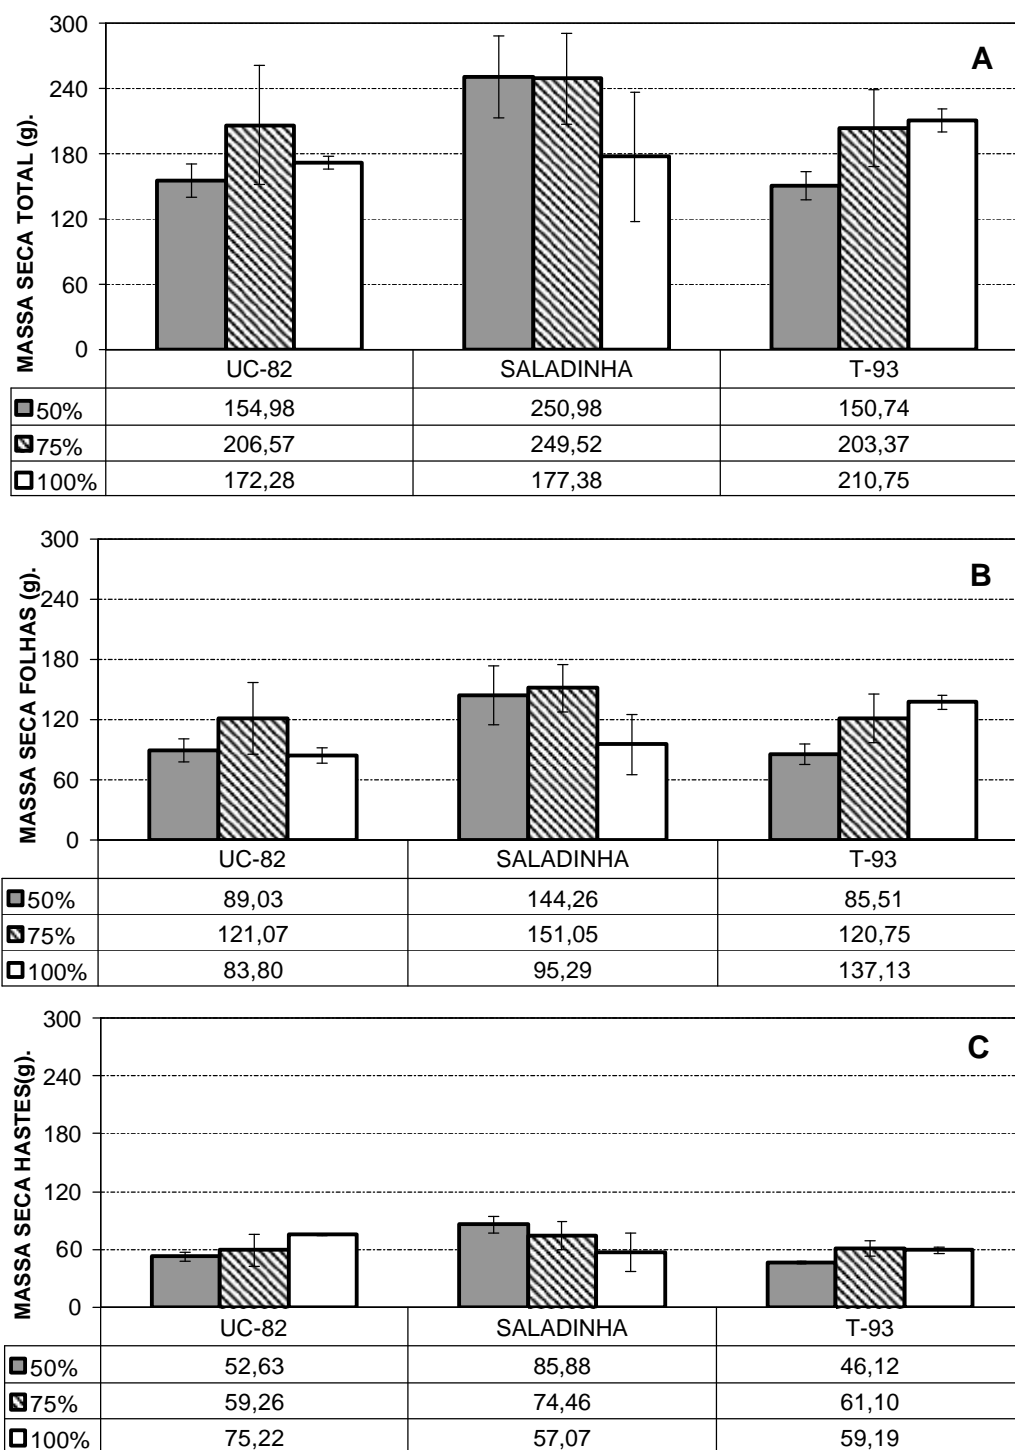 MASSA SECA TOTAL (g).
300
240
180
120
60
0
A
UC-82 SALADINHA T-93
50% 154,98 250,98 150,74
75% 206,57 249,52 203,37
100% 172,28 177,38 210,75
MASSA SECA FOLHAS (g).
300
240
180
120
60
0
B
UC-82 SALADINHA T-93
50% 89,03 144,26 85,51
75% 121,07 151,05 120,75
100% 83,80 95,29 137,13
MASSA SECA HASTES(g).
300
240
180
120
60
0
C
UC-82 SALADINHA T-93
50% 52,63 85,88 46,12
75% 59,26 74,46 61,10
100% 75,22 57,07 59,19